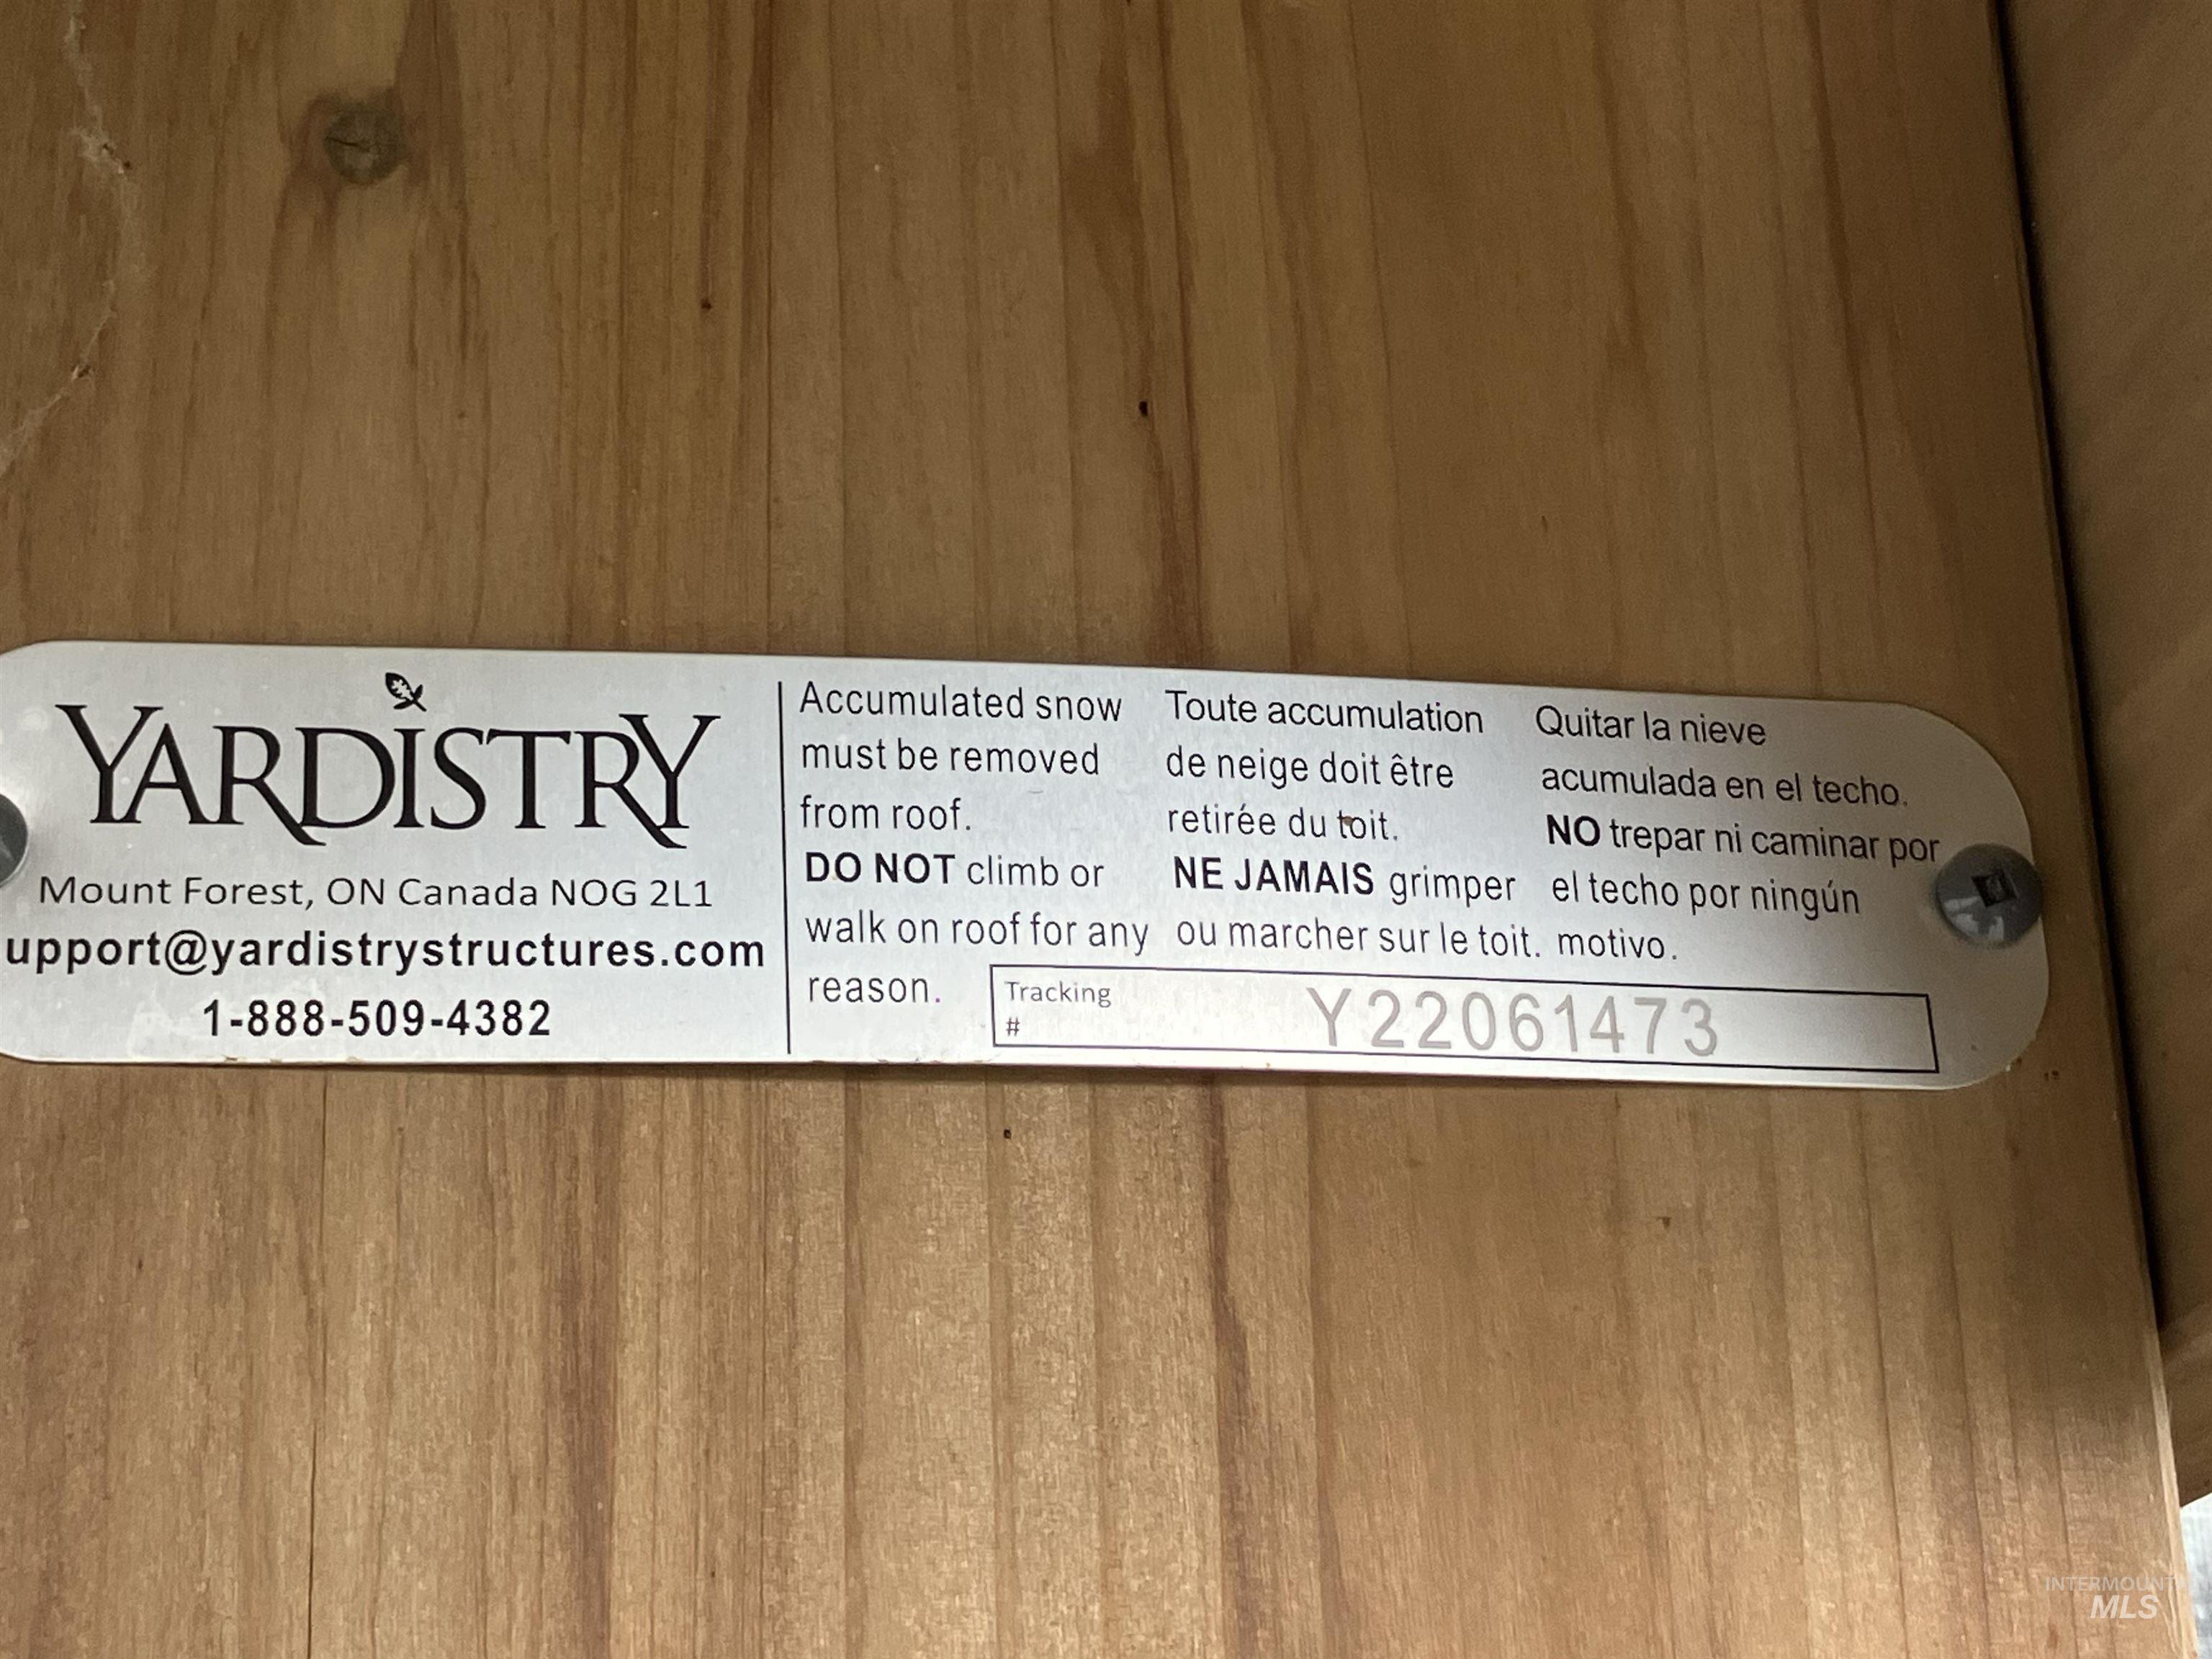 YARDISTRY
Mount Forest, ON Canada NOG 2L1
upport@yardistrystructures.com
1-888-509-4382
Accumulated snow
must be removed
from roof.
DO NOT climb or
walk on roof for any
reason.
Toute accumulation
de neige doit être
retirée du toit.
NE JAMAIS grimper
ou marcher sur le toit.
Quitar la nieve
acumulada en el techo.
NO trepar ni caminar por
el techo por ningún
motivo.
Tracking
#
Y22061473
INTERMOUNTAIN
MLS